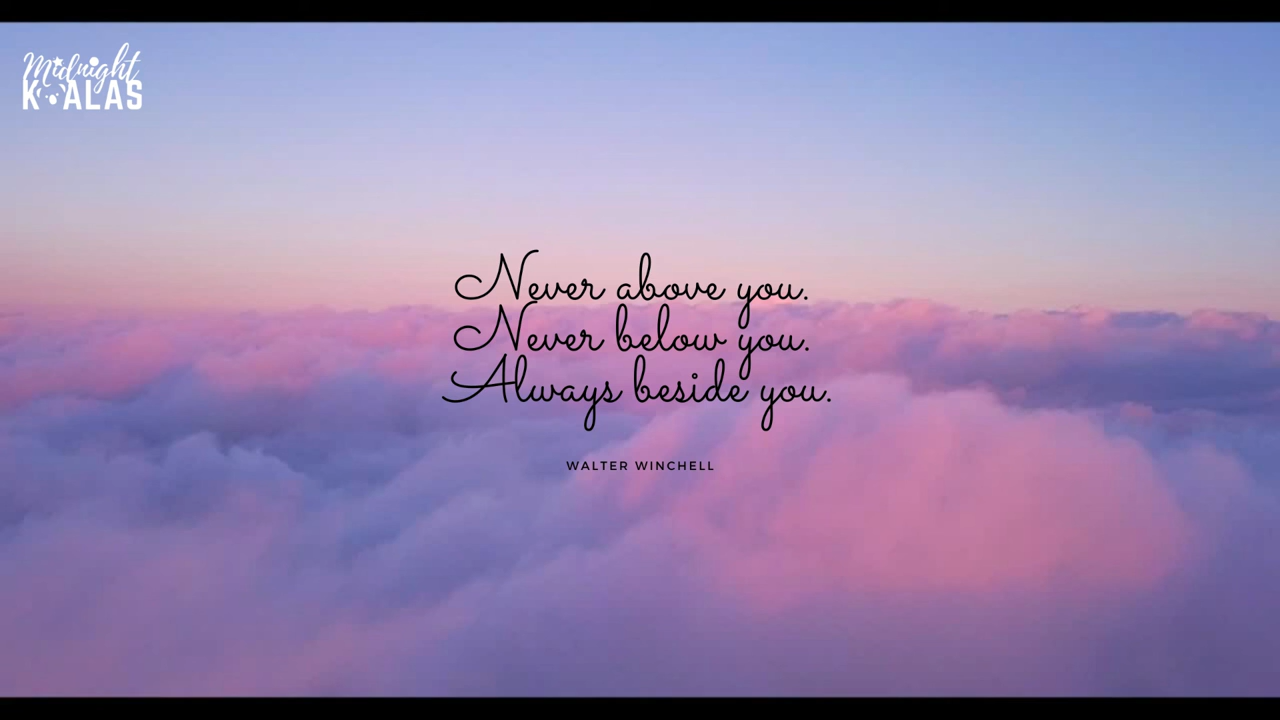 Midnight
KOALAS
Never above you.
Never below you.
Always beside you.
WALTER WINCHELL